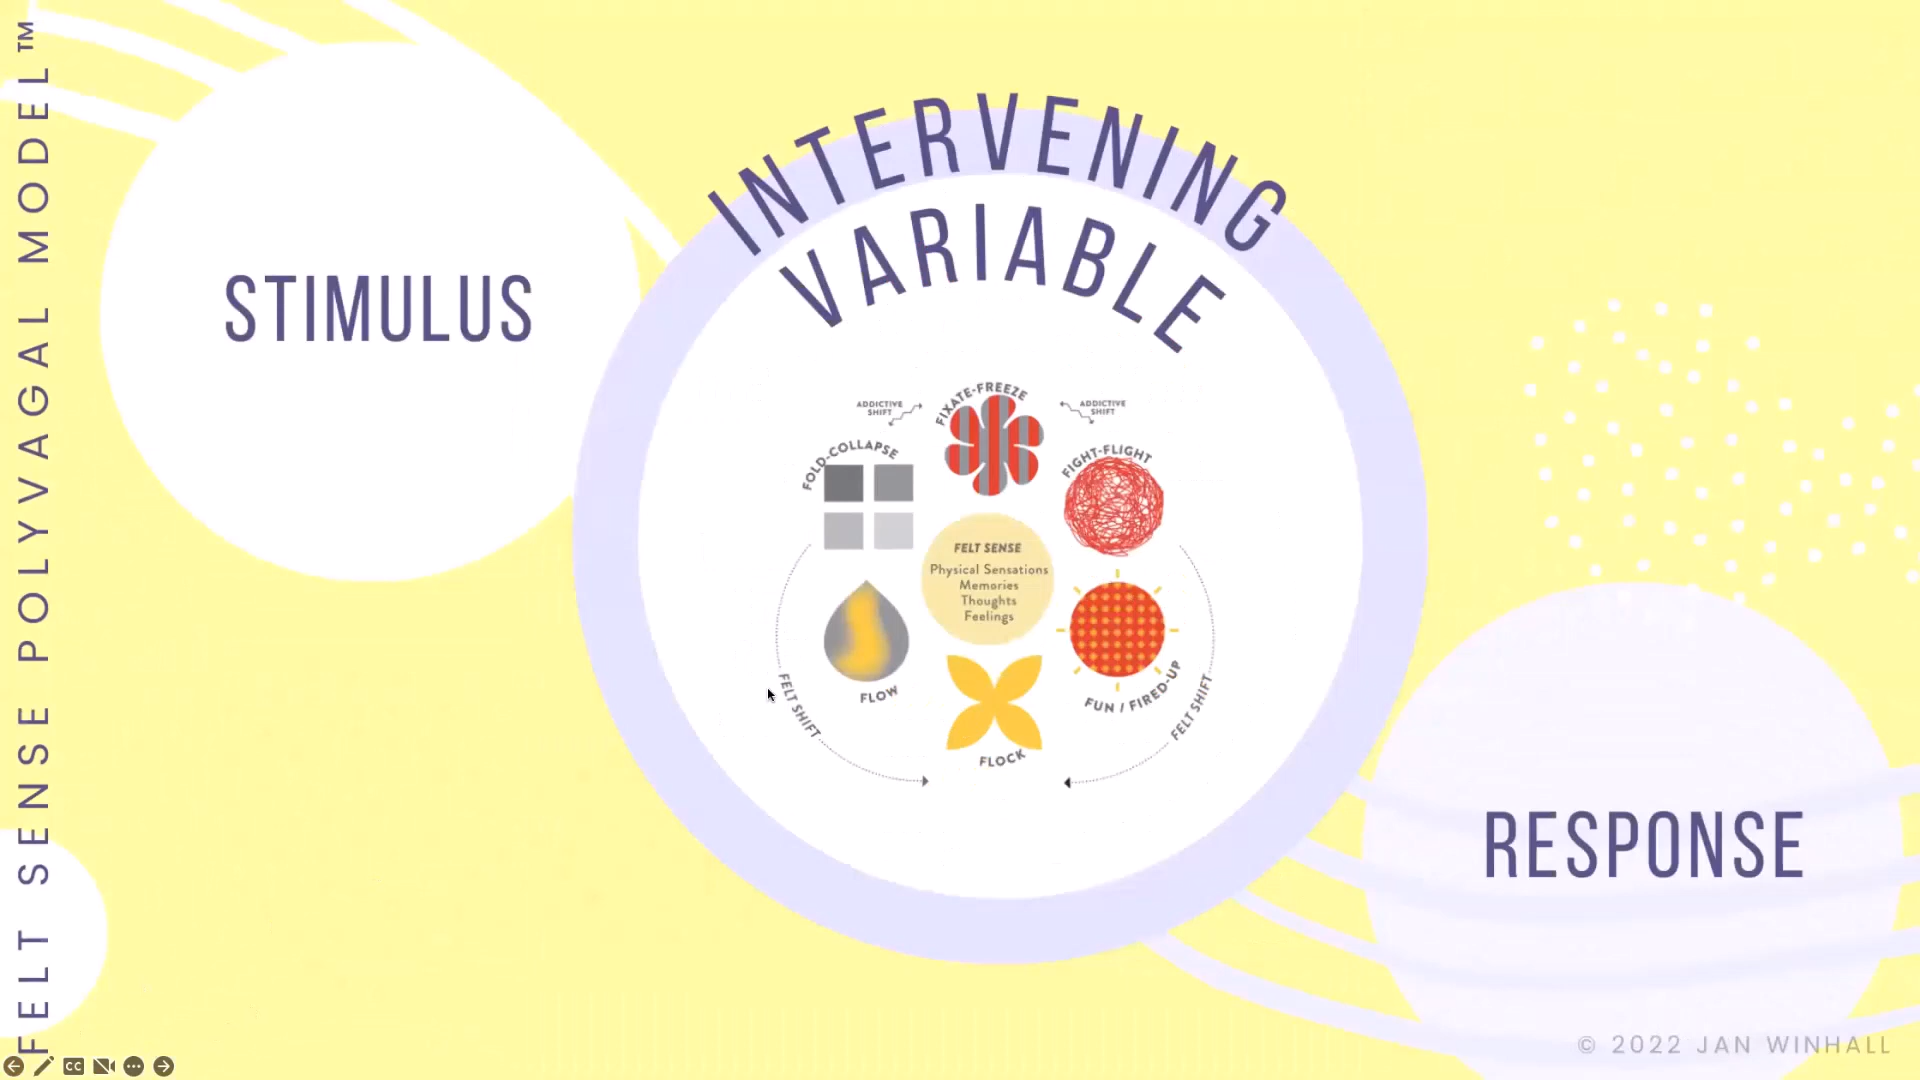 FELT SENSE POLYVAGAL MODEL™
STIMULUS
INTERVENING
VARIABLE
ADDICTIVE
SHIFT
FIXATE-FREEZE
ADDICTIVE
SHIFT
FOLD-COLLAPSE
FIGHT-FLIGHT
FELT SENSE
Physical Sensations
Memories
Thoughts
Feelings
FELT SHIFT
FLOW
FUN / FIRED-UP
FELT SHIFT
FLOCK
RESPONSE
© 2022 JAN WINHALL
CC